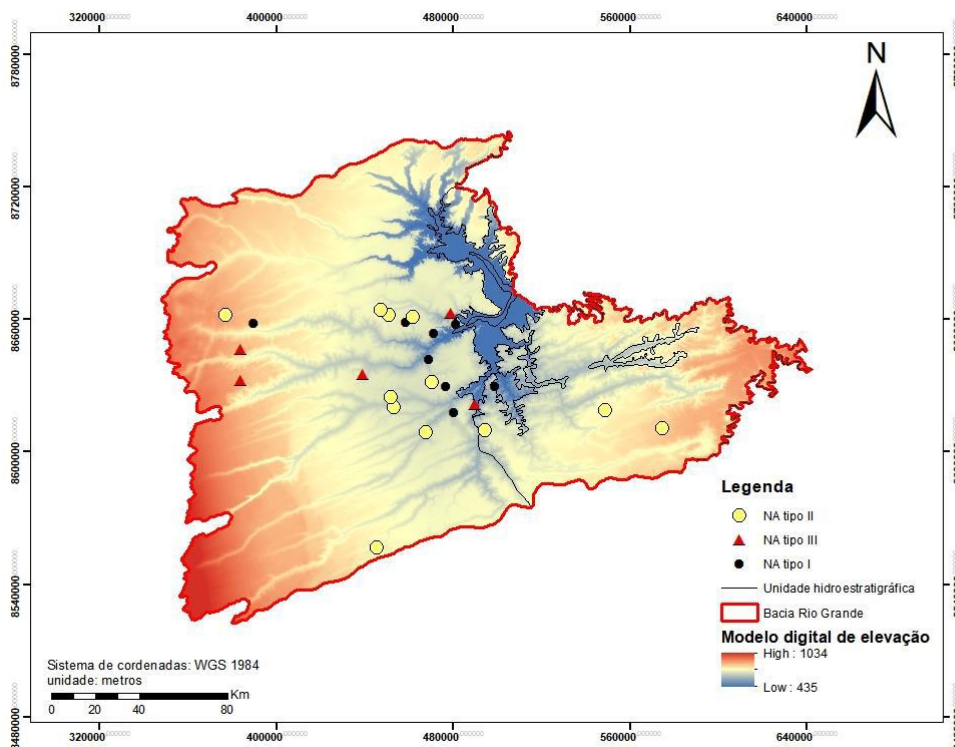 320000 400000 480000 560000 640000
8780000
8720000
8660000
8600000
8540000
8480000
N
Legenda
NA tipo II
NA tipo III
NA tipo I
Unidade hidroestratigráfica
Bacia Rio Grande
Modelo digital de elevação
High : 1034
Low : 435
Sistema de cordenadas: WGS 1984
unidade: metros
Km
0 20 40 80
320000 400000 480000 560000 640000